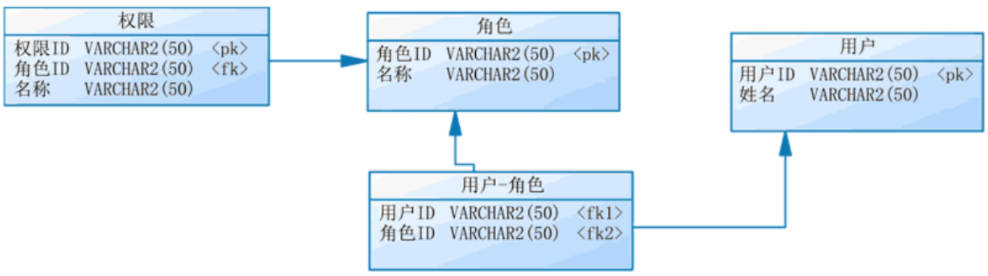 权限
权限ID VARCHAR2(50) <pk>
角色ID VARCHAR2(50) <fk>
名称 VARCHAR2(50)
角色
角色ID VARCHAR2(50) <pk>
名称 VARCHAR2(50)
用户
用户ID VARCHAR2(50) <pk>
姓名 VARCHAR2(50)
用户-角色
用户ID VARCHAR2(50) <fk1>
角色ID VARCHAR2(50) <fk2>